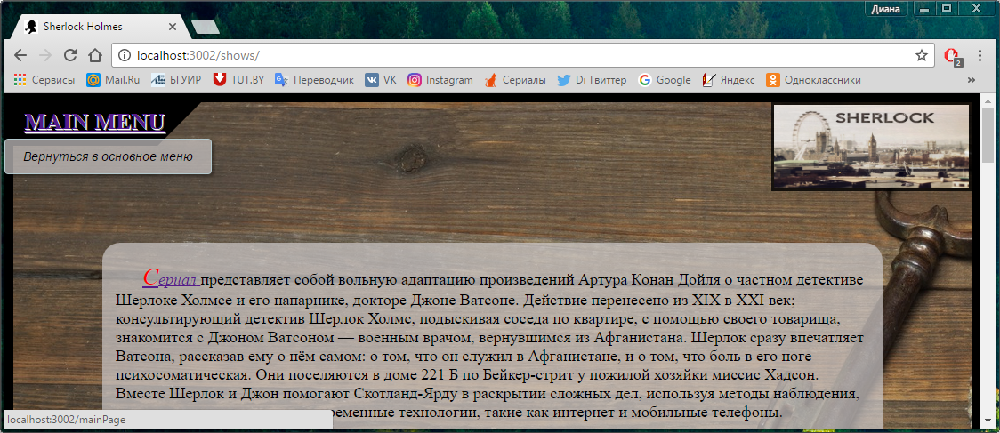 Диана
Sherlock Holmes
localhost:3002/shows/
2
Сервисы Mail.Ru БГУИР TUT.BY Переводчик VK Instagram Сериалы Di Твиттер Google Яндекс Одноклассники »
MAIN MENU
SHERLOCK
Вернуться в основное меню
Сериал представляет собой вольную адаптацию произведений Артура Конан Дойля о частном детективе
Шерлоке Холмсе и его напарнике, докторе Джоне Ватсоне. Действие перенесено из XIX в XXI век;
консультирующий детектив Шерлок Холмс, подыскивая соседа по квартире, с помощью своего товарища,
знакомится с Джоном Ватсоном — военным врачом, вернувшимся из Афганистана. Шерлок сразу впечатляет
Ватсона, рассказав ему о нём самом: о том, что он служил в Афганистане, и о том, что боль в его ноге —
психосоматическая. Они поселяются в доме 221 Б по Бейкер-стрит у пожилой хозяйки миссис Хадсон.
Вместе Шерлок и Джон помогают Скотланд-Ярду в раскрытии сложных дел, используя методы наблюдения,
ременные технологии, такие как интернет и мобильные телефоны.
localhost:3002/mainPage